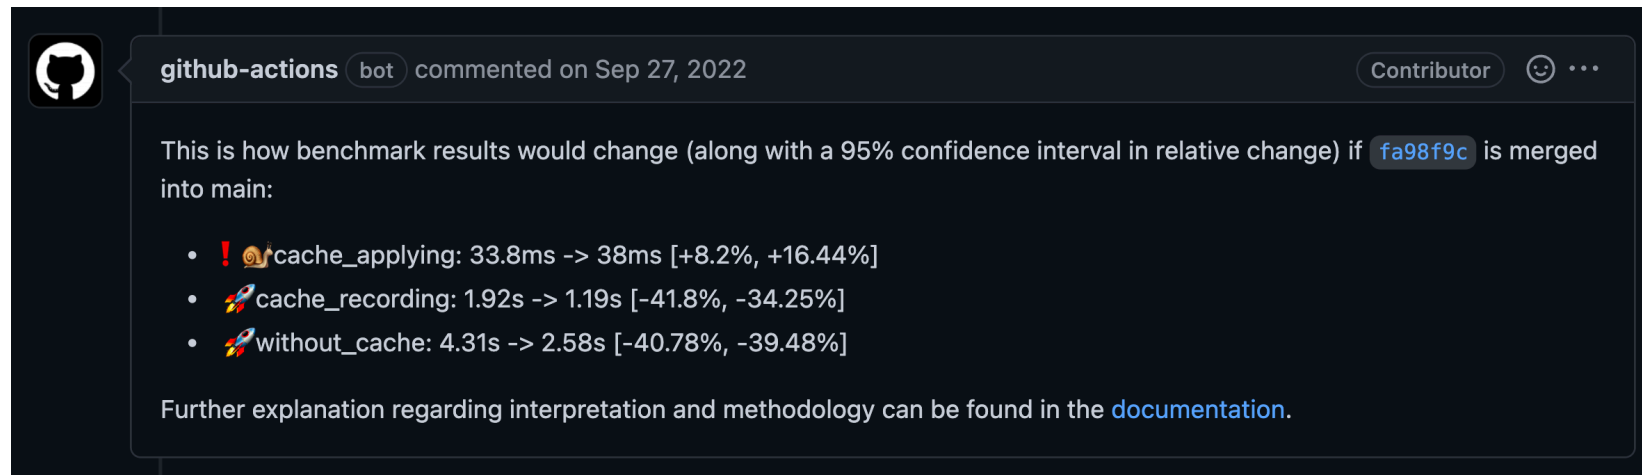 github-actions bot commented on Sep 27, 2022 Contributor
This is how benchmark results would change (along with a 95% confidence interval in relative change) if fa98f9c is merged
into main:
• ❗🐌cache_applying: 33.8ms -> 38ms [+8.2%, +16.44%]
• 🚀cache_recording: 1.92s -> 1.19s [-41.8%, -34.25%]
• 🚀without_cache: 4.31s -> 2.58s [-40.78%, -39.48%]
Further explanation regarding interpretation and methodology can be found in the documentation.